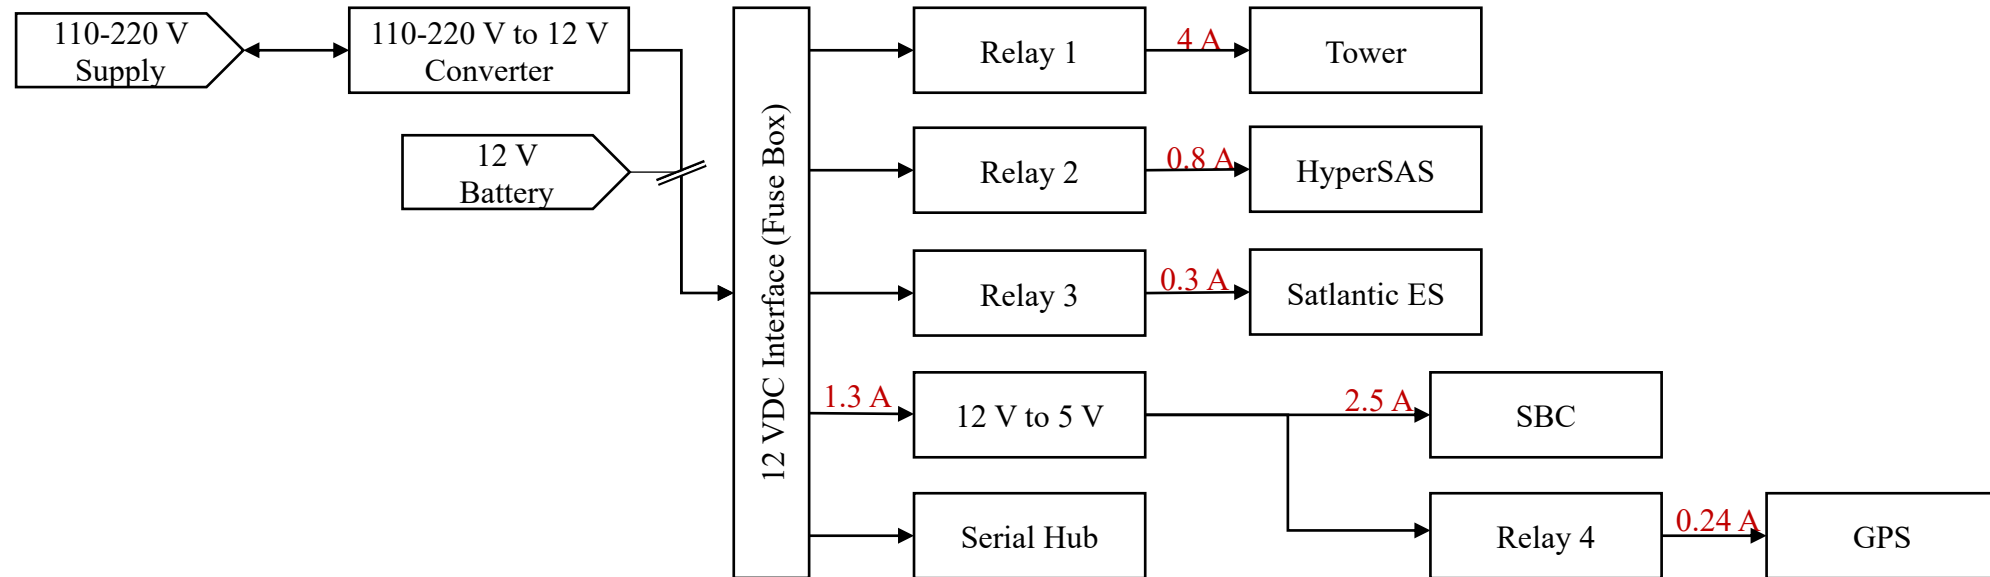 110-220 V
Supply
110-220 V to 12 V
Converter
12 V
Battery
12 VDC Interface (Fuse Box)
Relay 1
4 A
Tower
Relay 2
0.8 A
HyperSAS
Relay 3
0.3 A
Satlantic ES
1.3 A
12 V to 5 V
2.5 A
SBC
Serial Hub
Relay 4
0.24 A
GPS